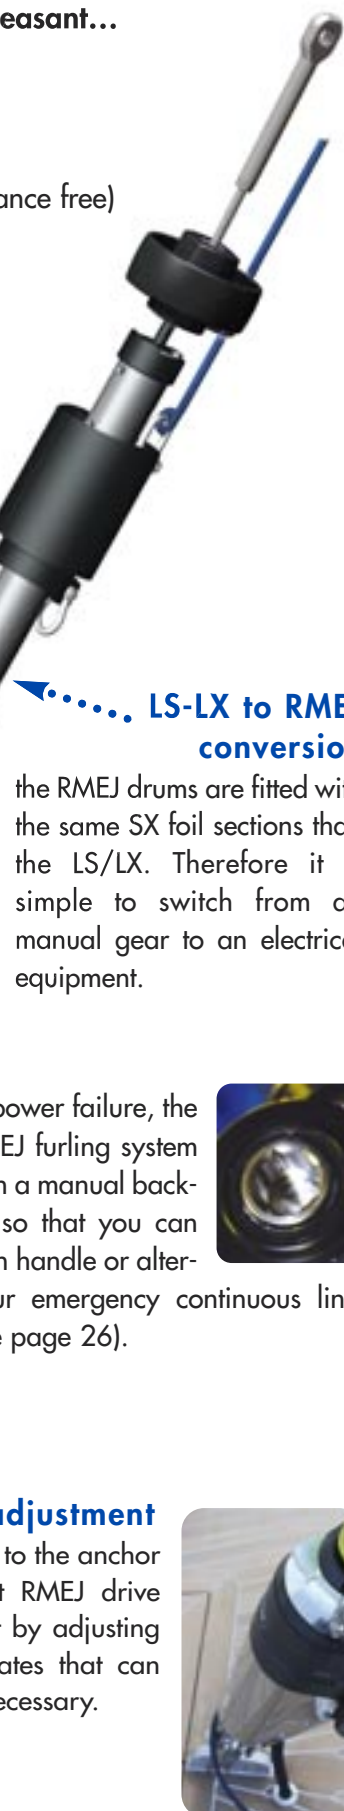 easant...
ance free)
LS-LX to RME
conversio
the RMEJ drums are fitted wi
the same SX foil sections tha
the LS/LX. Therefore it
simple to switch from a
manual gear to an electric
equipment.
power failure, the
EJ furling system
n a manual back-
so that you can
n handle or alter-
ur emergency continuous lin
e page 26).
adjustment
to the anchor
t RMEJ drive
r by adjusting
ates that can
ecessary.